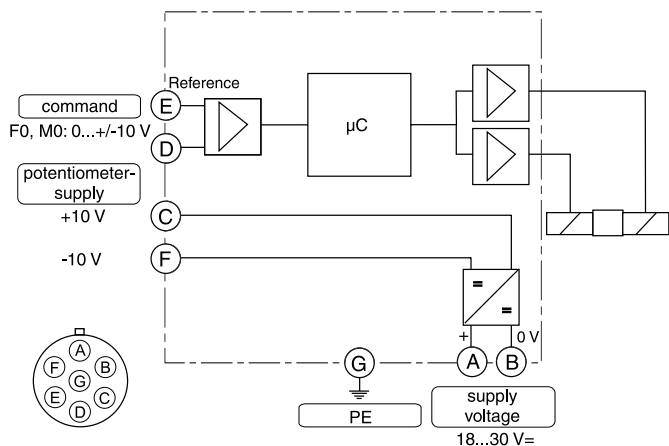 Reference
E
command
F0, M0: 0...+/-10 V
D
µC
potentiometer-
supply
+10 V
C
-10 V
F
=
=
+
0 V
G
A
B
PE
supply
voltage
18...30 V=
A
F
B
G
E
C
D